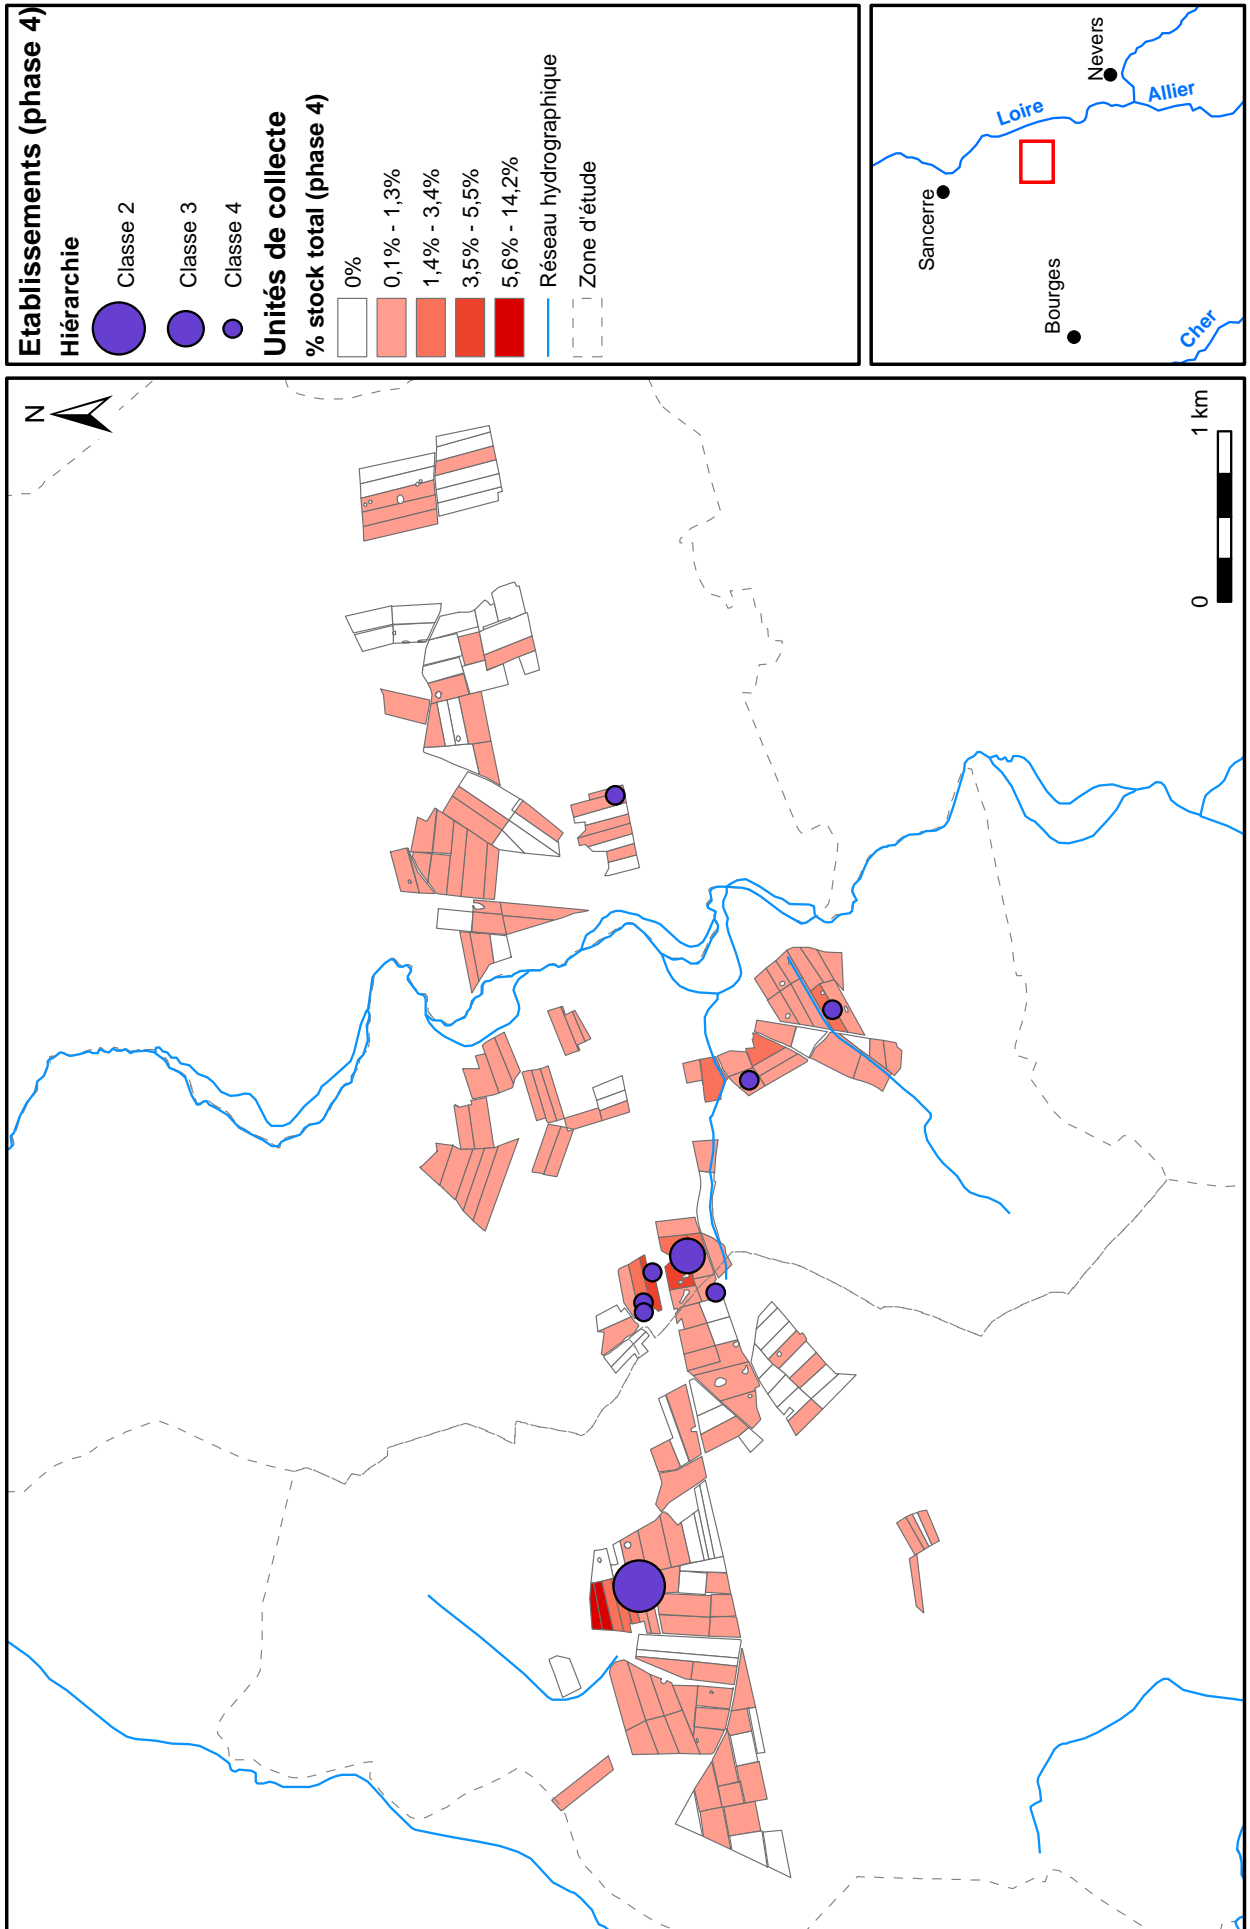 Etablissements (phase 4)
Hiérarchie
Classe 2
Classe 3
Classe 4
Unités de collecte
% stock total (phase 4)
0%
0,1% - 1,3%
1,4% - 3,4%
3,5% - 5,5%
5,6% - 14,2%
Réseau hydrographique
Zone d'étude
Sancerre
Bourges
Nevers
Loire
Allier
Cher
N
0
1 km